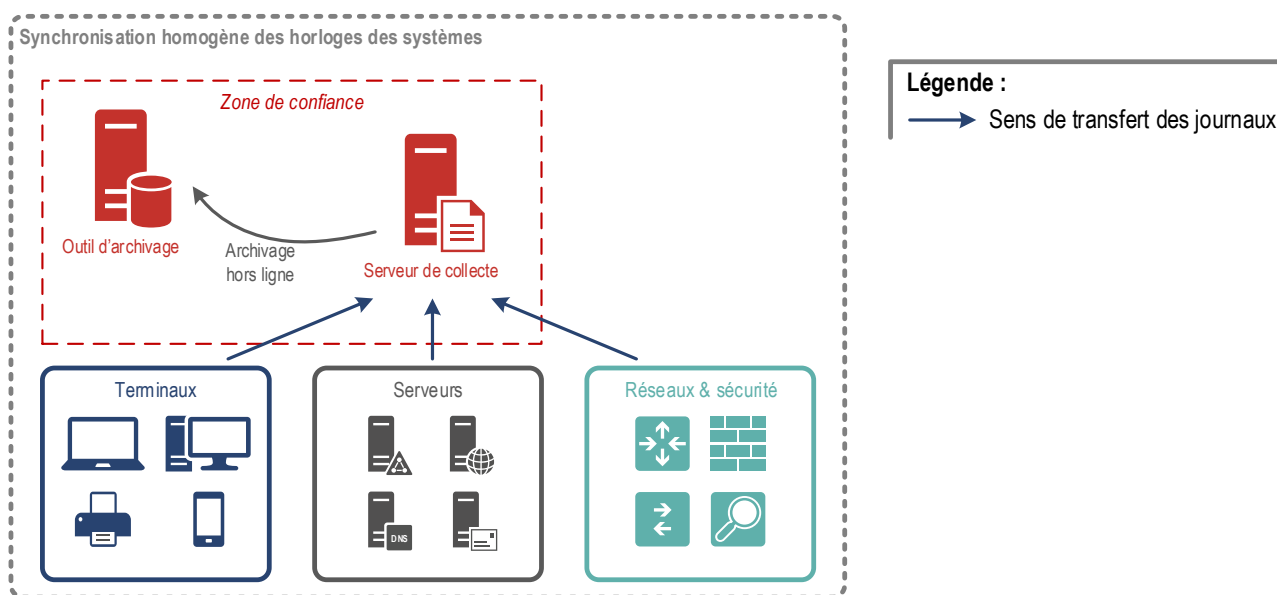 Synchronisation homogène des horloges des systèmes
Zone de confiance
Outil d'archivage
Archivage
hors ligne
Serveur de collecte
Terminaux
Serveurs
DNS
Réseaux & sécurité
Légende :
Sens de transfert des journaux